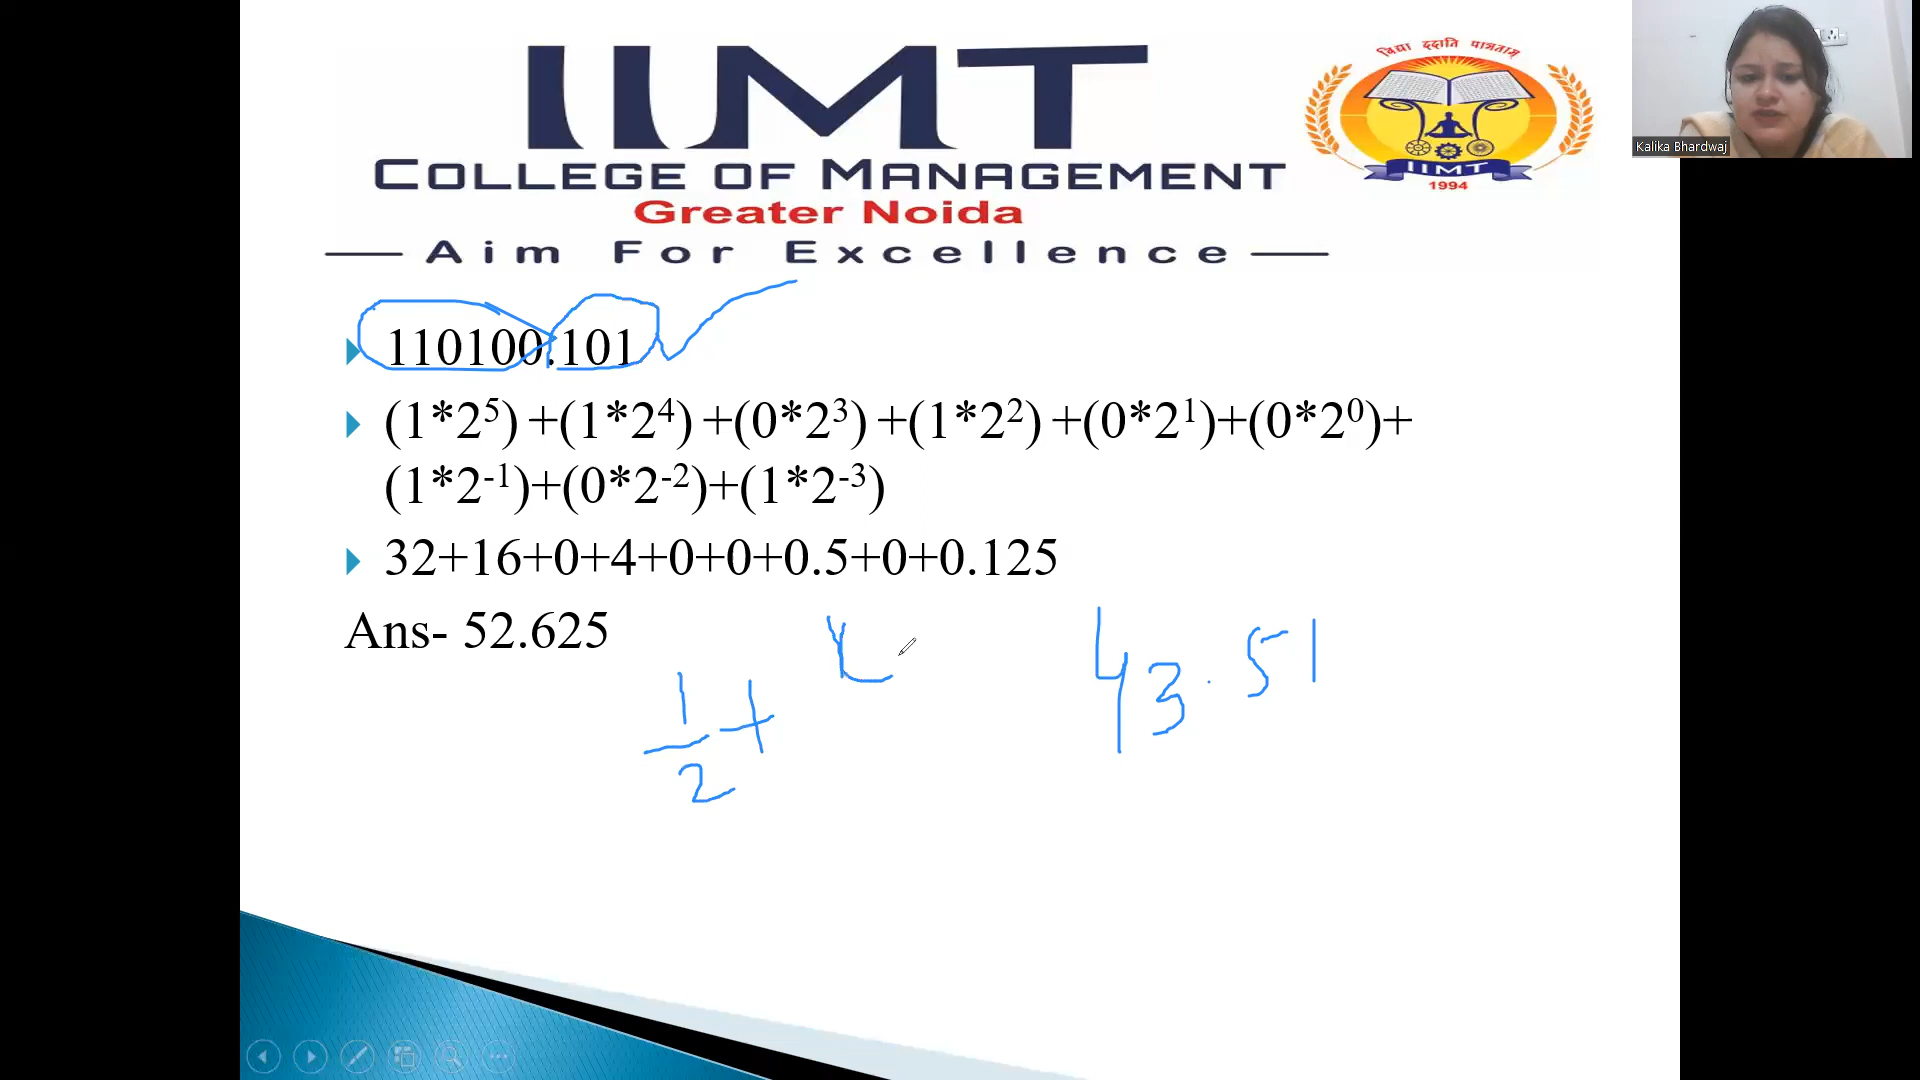 IIMT
COLLEGE OF MANAGEMENT
Greater Noida
Aim For Excellence
विद्या ददाति पात्रताम्
IIMT
1994
Kalika Bhardwaj
110100.101
(1*2⁵) +(1*2⁴) +(0*2³) +(1*2²) +(0*2¹)+(0*2⁰)+
(1*2⁻¹)+(0*2⁻²)+(1*2⁻³)
32+16+0+4+0+0+0.5+0+0.125
Ans- 52.625
1/2 +
43.51